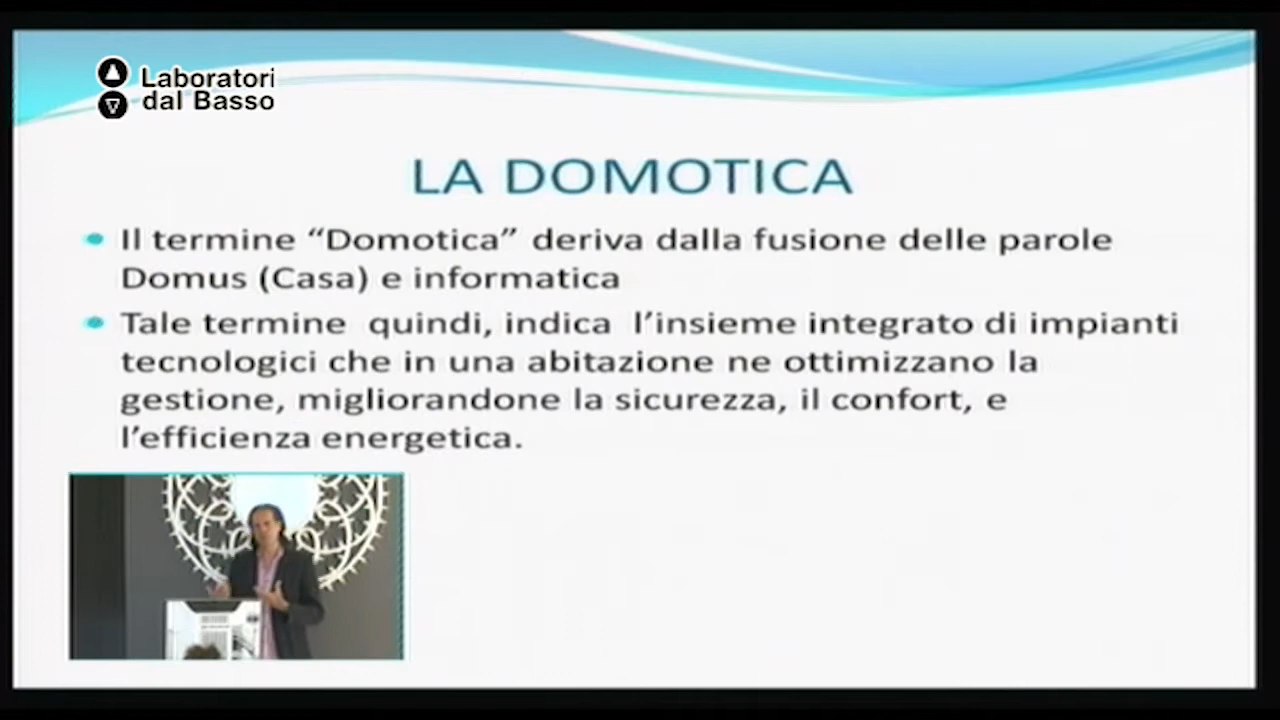 Laboratori
dal Basso
LA DOMOTICA
Il termine “Domotica” deriva dalla fusione delle parole
Domus (Casa) e informatica
Tale termine quindi, indica l’insieme integrato di impianti
tecnologici che in una abitazione ne ottimizzano la
gestione, migliorandone la sicurezza, il confort, e
l’efficienza energetica.